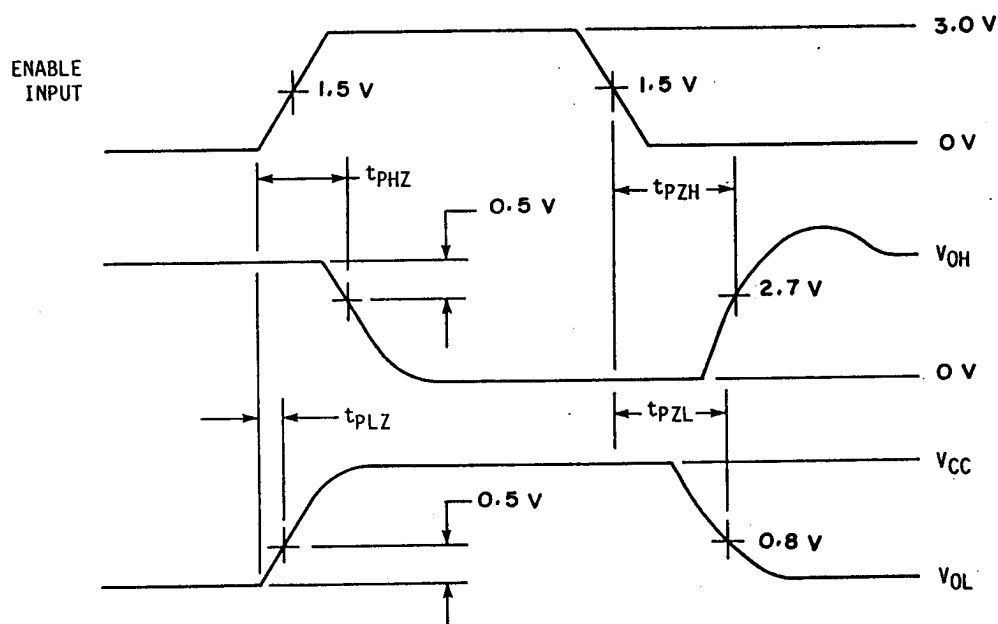 3.0 V
ENABLE
INPUT
1.5 V
1.5 V
0 V
tPHZ
tPZH
0.5 V
VOH
2.7 V
0 V
tPLZ
tPZL
VCC
0.5 V
0.8 V
VOL